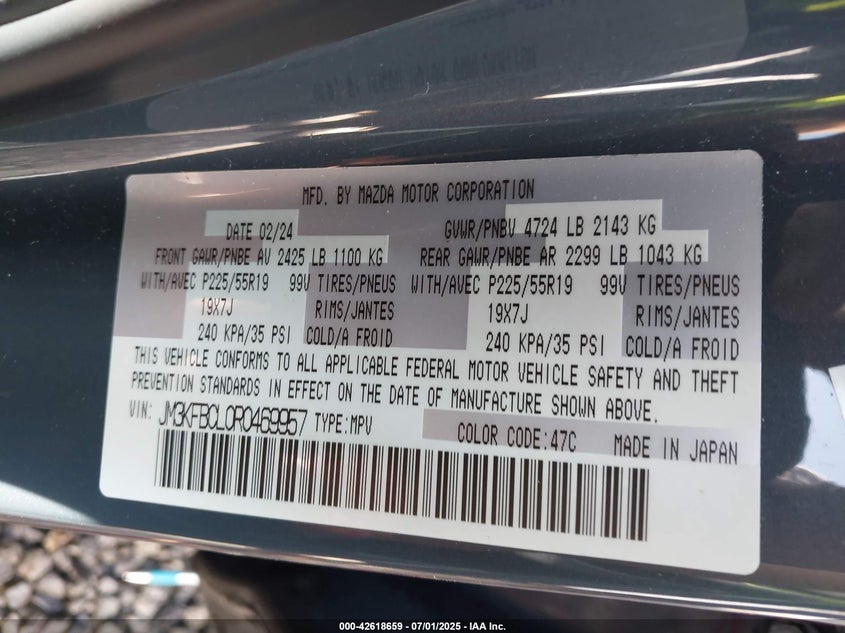 MFD. BY MAZDA MOTOR CORPORATION
DATE 02/24 GVWR/PNBV 4724 LB 2143 KG
FRONT GAWR/PNBE AV 2425 LB 1100 KG REAR GAWR/PNBE AR 2299 LB 1043 KG
WITH/AVEC P225/55R19 99V TIRES/PNEUS WITH/AVEC P225/55R19 99V TIRES/PNEUS
19X7J RIMS/JANTES 19X7J RIMS/JANTES
240 KPA/35 PSI COLD/A FROID 240 KPA/35 PSI COLD/A FROID
THIS VEHICLE CONFORMS TO ALL APPLICABLE FEDERAL MOTOR VEHICLE SAFETY AND THEFT
PREVENTION STANDARDS IN EFFECT ON THE DATE OF MANUFACTURE SHOWN ABOVE.
VIN: JM3KFBCL0R0469957 TYPE:MPV COLOR CODE:47C MADE IN JAPAN
000-42618659 - 07/01/2025 - IAA Inc.